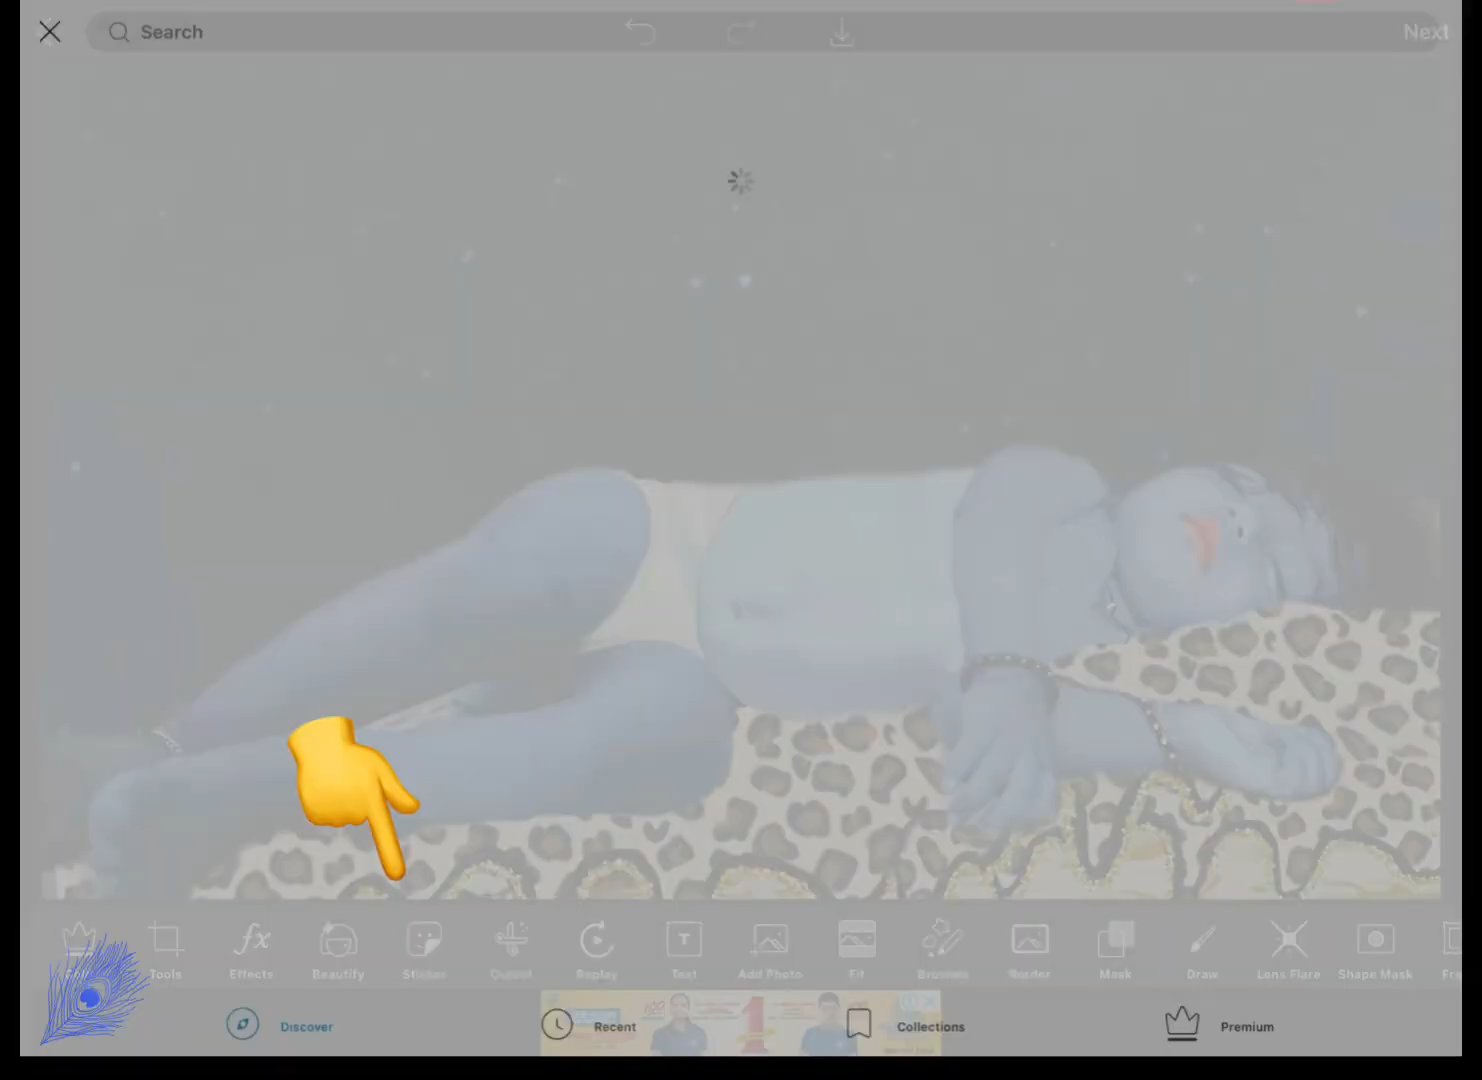 Search
Next
Tools
Effects
Beautify
Sticker
Cutout
Replay
Text
Add Photo
Fit
Brushes
Border
Mask
Draw
Lens Flare
Shape Mask
Discover
Recent
Collections
Premium